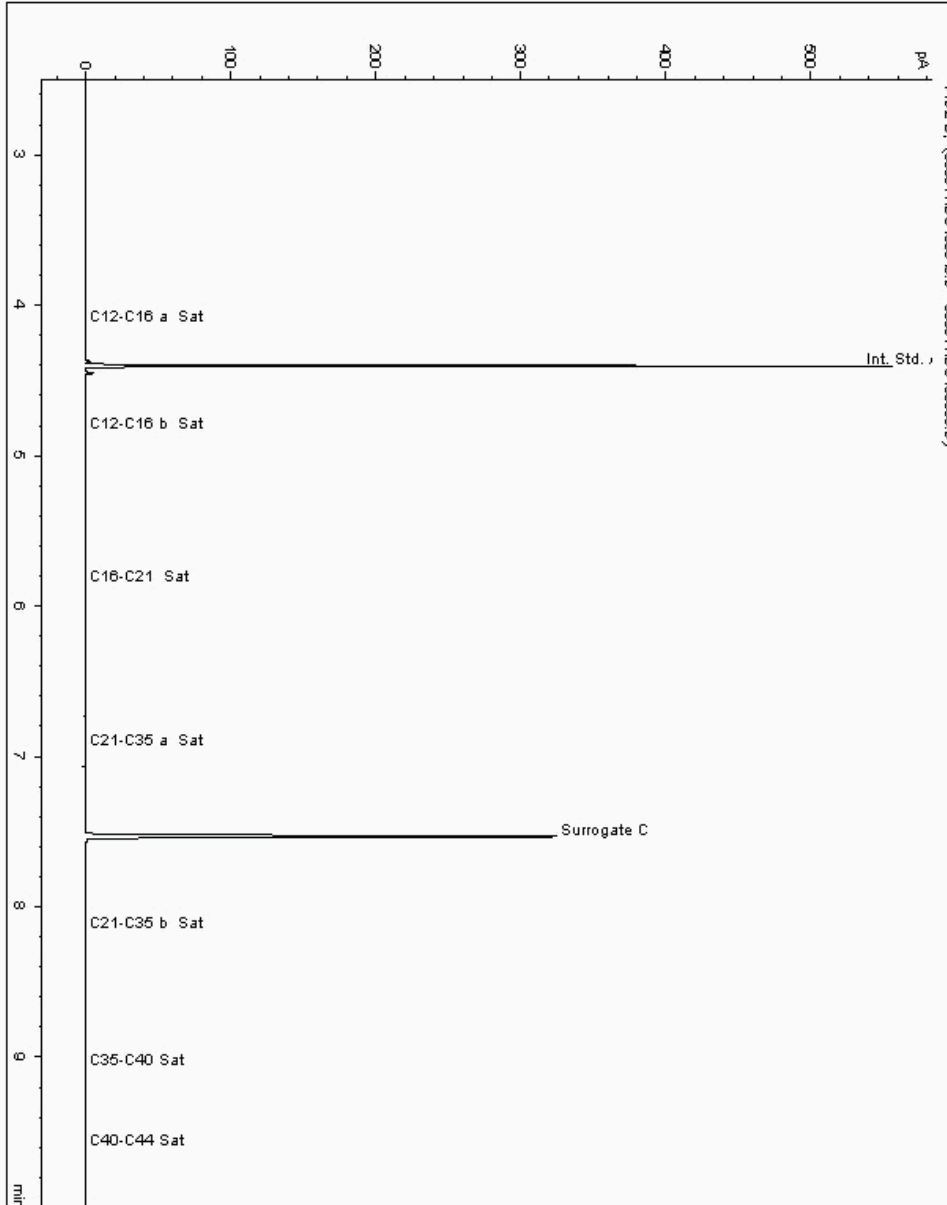 0 100 200 300 400 500 pA
3
4
C12-C16 a Sat
Int. Std.
C12-C16 b Sat
5
C16-C21 Sat
6
C21-C35 a Sat
7
Surrogate C
8
C21-C35 b Sat
9
C35-C40 Sat
C40-C44 Sat